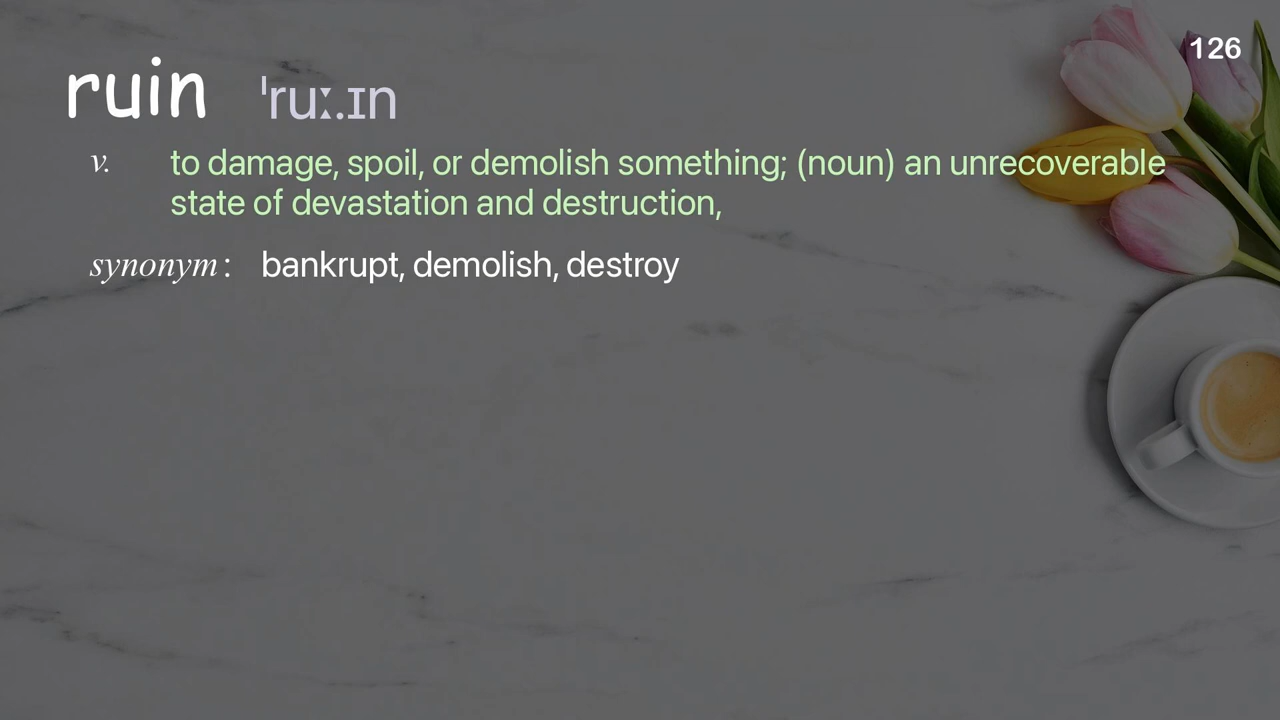 126
ruin ˈruː.ɪn
v. to damage, spoil, or demolish something; (noun) an unrecoverable
state of devastation and destruction,
synonym : bankrupt, demolish, destroy